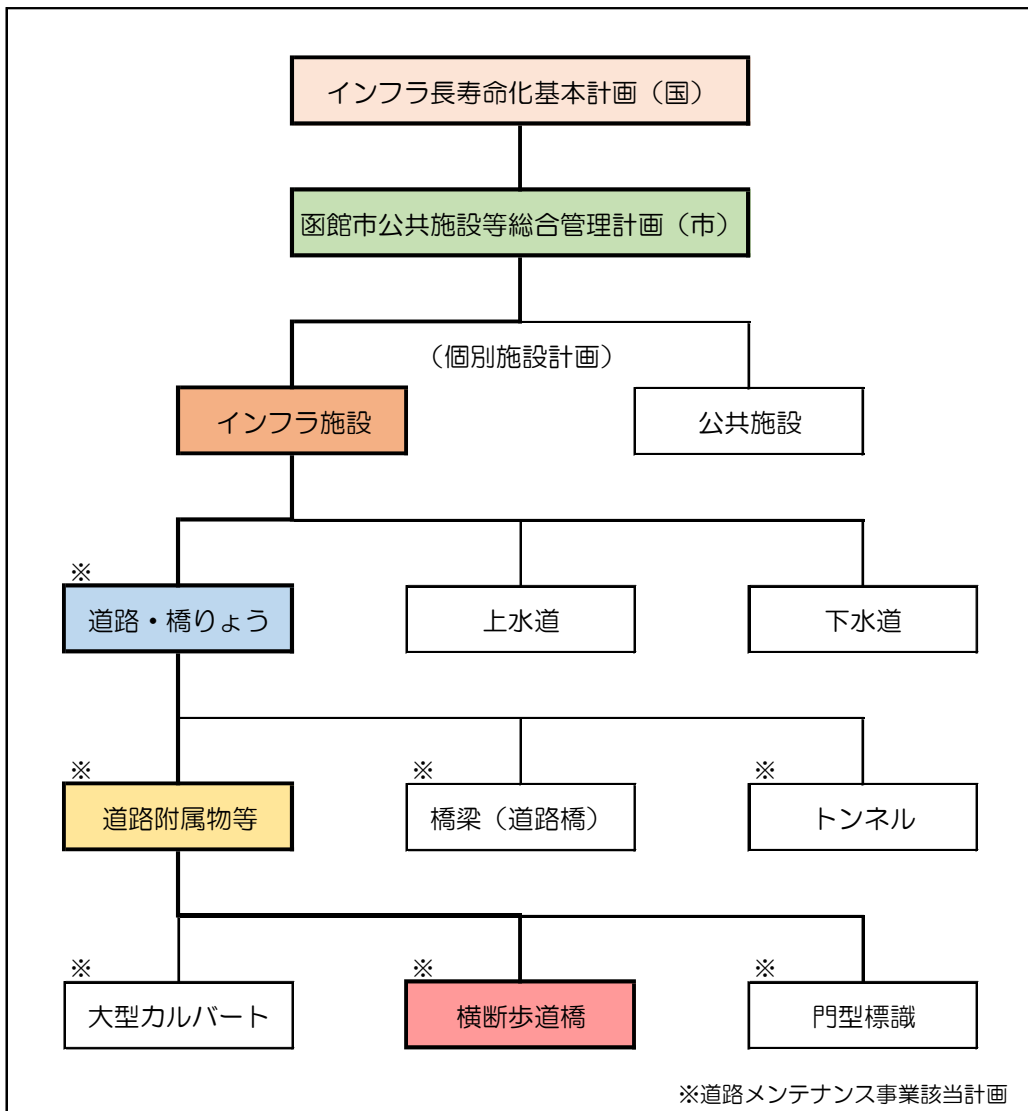 インフラ長寿命化基本計画（国）
函館市公共施設等総合管理計画（市）
（個別施設計画）
インフラ施設
公共施設
※
道路・橋りょう
上水道
下水道
※
道路附属物等
※
橋梁（道路橋）
※
トンネル
※
大型カルバート
※
横断歩道橋
※
門型標識
※道路メンテナンス事業該当計画